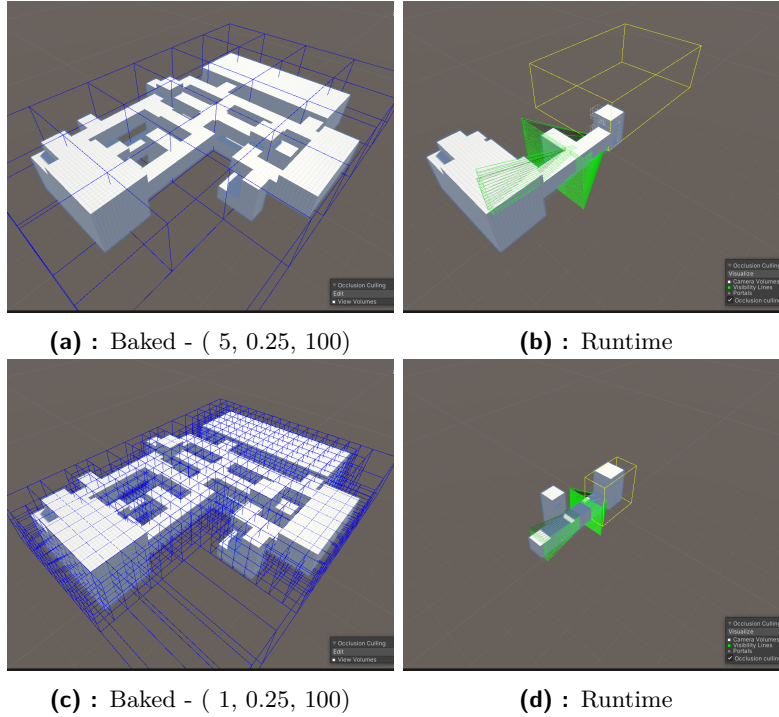 Occlusion Culling
Edit
View Volumes
Occlusion Culling
Visualize
Camera Volumes
Visibility Lines
Portals
Occlusion culling
(a) : Baked - ( 5, 0.25, 100)
(b) : Runtime
Occlusion Culling
Edit
View Volumes
Occlusion Culling
Visualize
Camera Volumes
Visibility Lines
Portals
Occlusion culling
(c) : Baked - ( 1, 0.25, 100)
(d) : Runtime